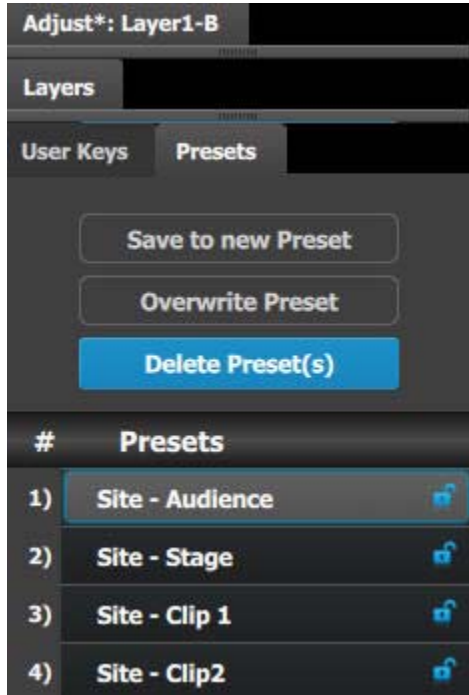 Adjust*: Layer1-B
Layers
User Keys Presets
Save to new Preset
Overwrite Preset
Delete Preset(s)
# Presets
1) Site - Audience
2) Site - Stage
3) Site - Clip 1
4) Site - Clip2